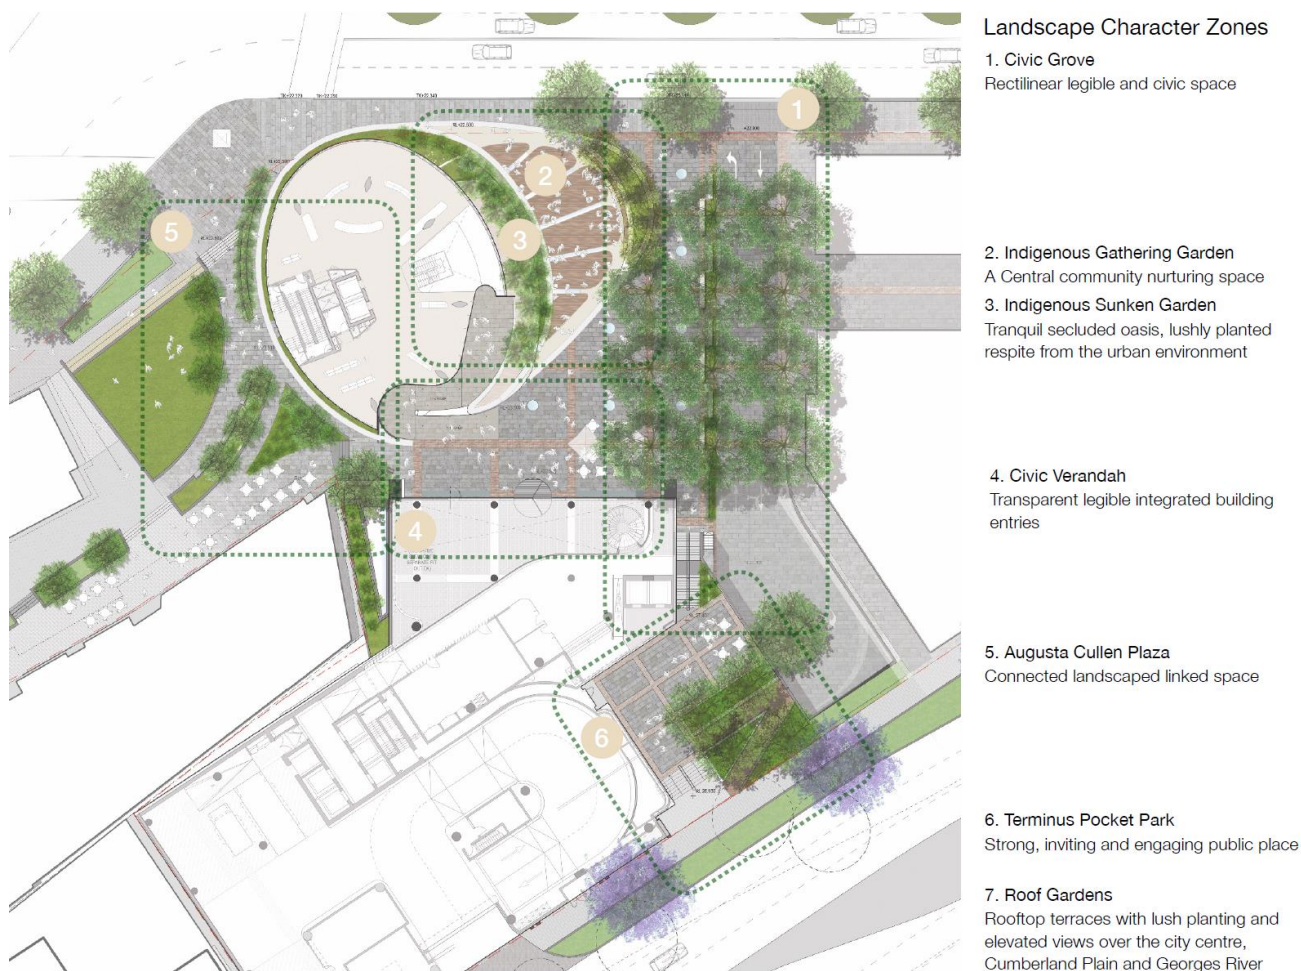 Landscape Character Zones
1. Civic Grove
Rectilinear legible and civic space
2. Indigenous Gathering Garden
A Central community nurturing space
3. Indigenous Sunken Garden
Tranquil secluded oasis, lushly planted
respite from the urban environment
4. Civic Verandah
Transparent legible integrated building
entries
5. Augusta Cullen Plaza
Connected landscaped linked space
6. Terminus Pocket Park
Strong, inviting and engaging public place
7. Roof Gardens
Rooftop terraces with lush planting and
elevated views over the city centre,
Cumberland Plain and Georges River
1
2
3
5
4
6